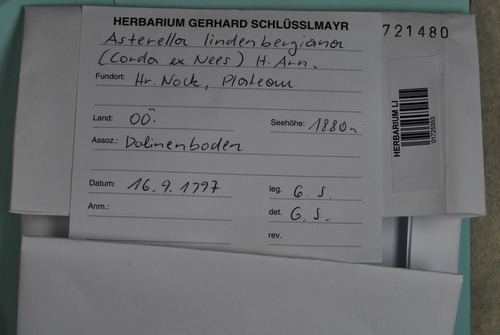 HERBARIUM GERHARD SCHLÜSSLMAYR
721480
Asterella lindenbergiana
(Corda ex Nees) H. Arn.
Fundort: Hr. Nock, Plateau
Land: OÖ. Seehöhe: 1880m
Assoz.: Dolinenboden
Datum: 16.9.1997 leg. G. S.
Anm.: det. G. S.
rev.
HERBARIUM LI